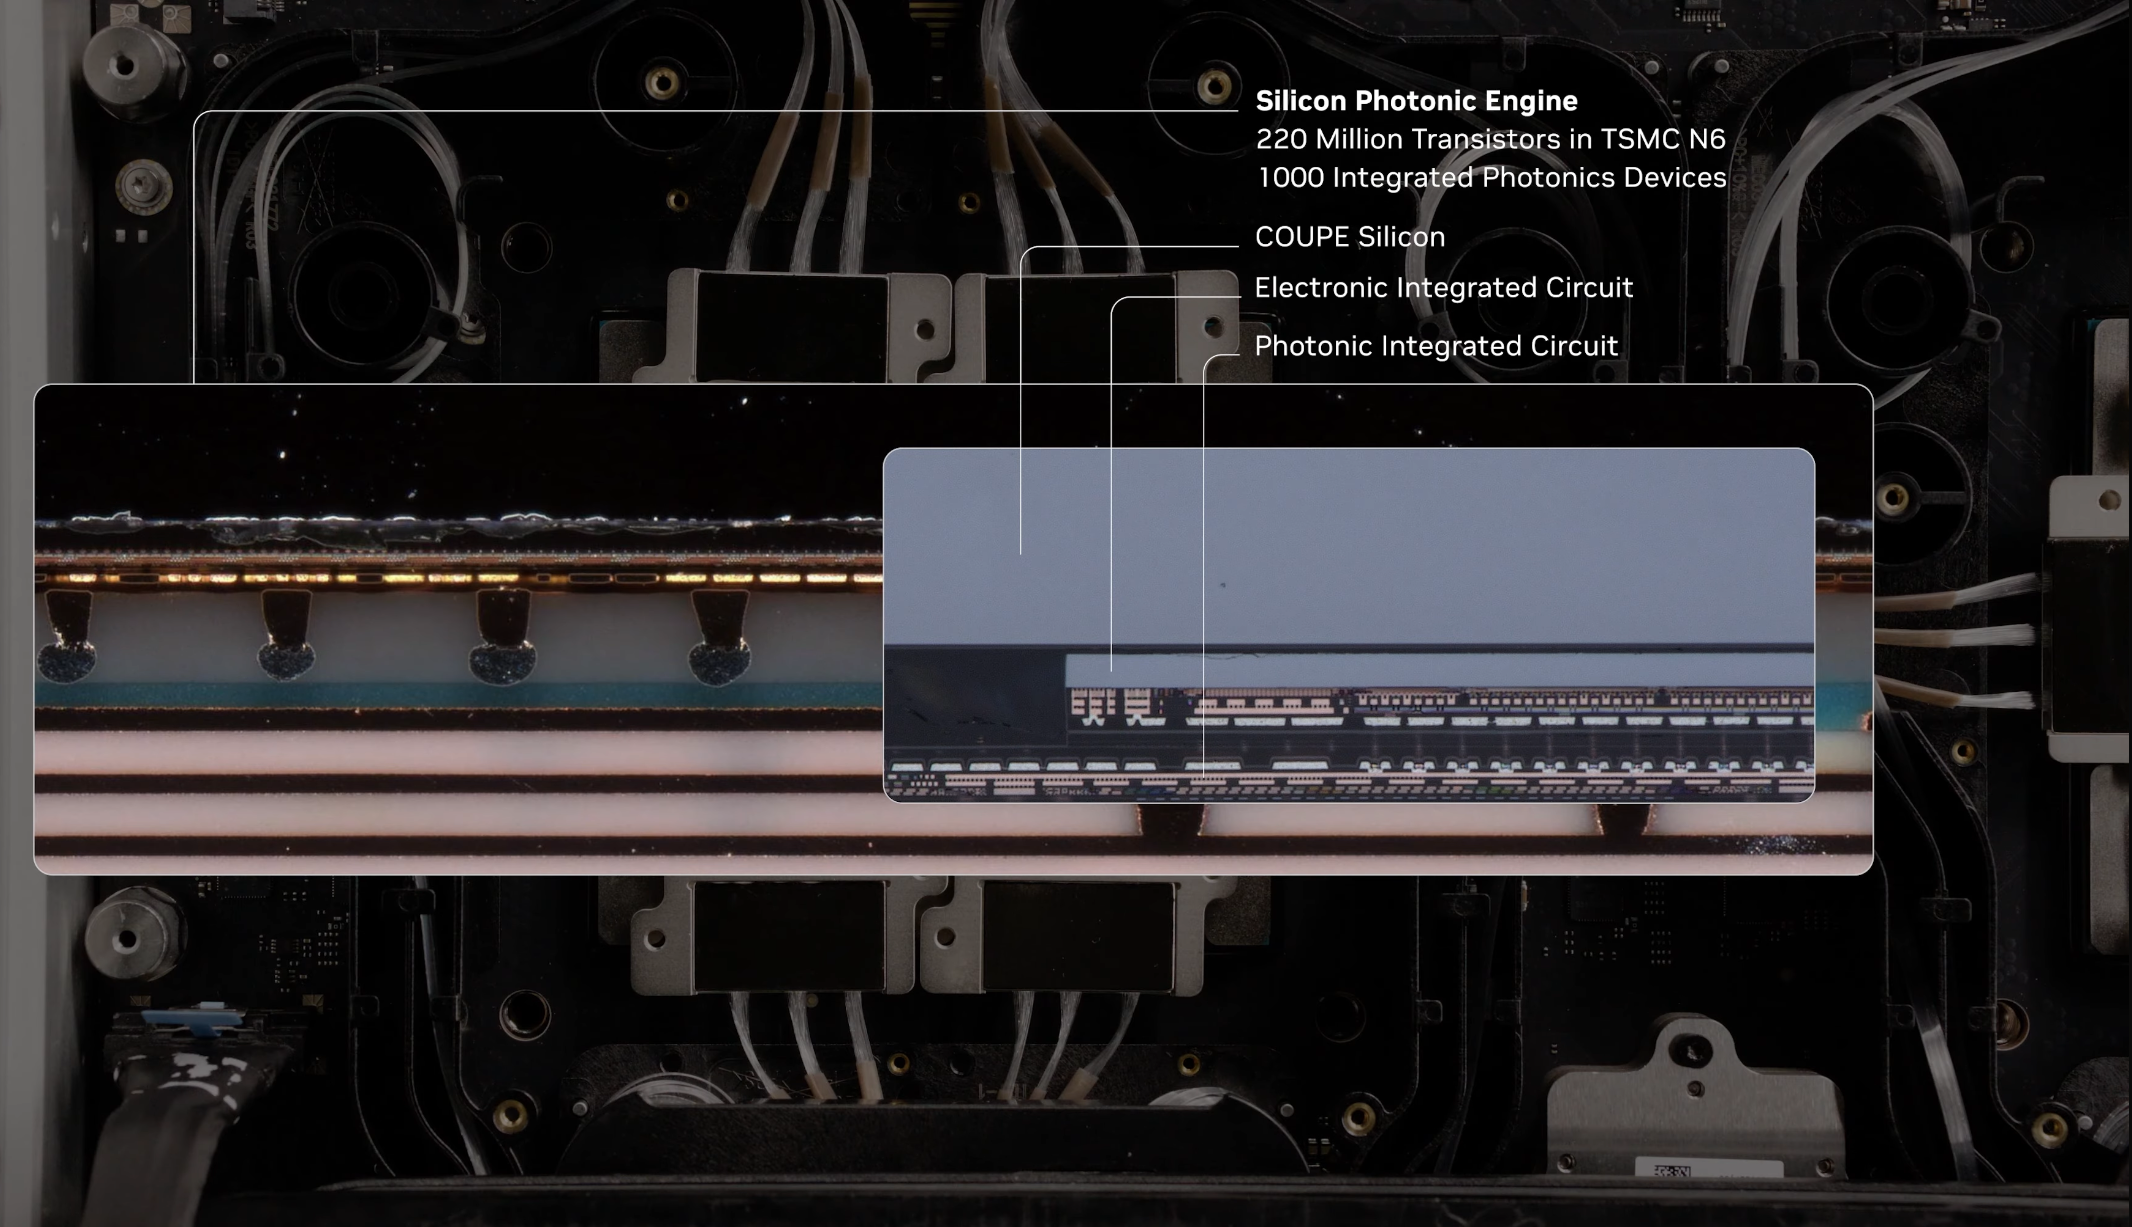 Silicon Photonic Engine
220 Million Transistors in TSMC N6
1000 Integrated Photonics Devices
COUPE Silicon
Electronic Integrated Circuit
Photonic Integrated Circuit